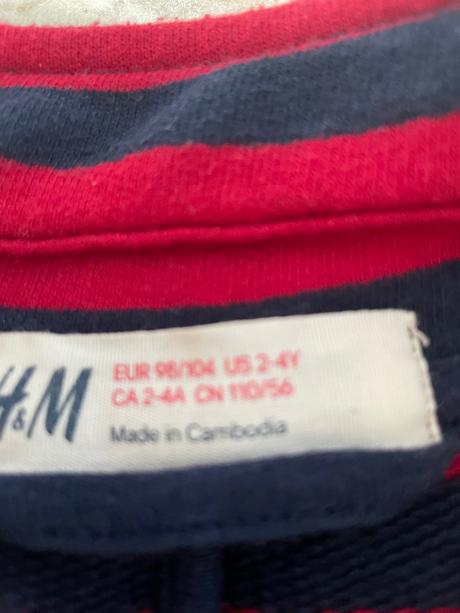 H&M
EUR 98/104 US 2-4Y
CA 2-4A CN 110/56
Made in Cambodia